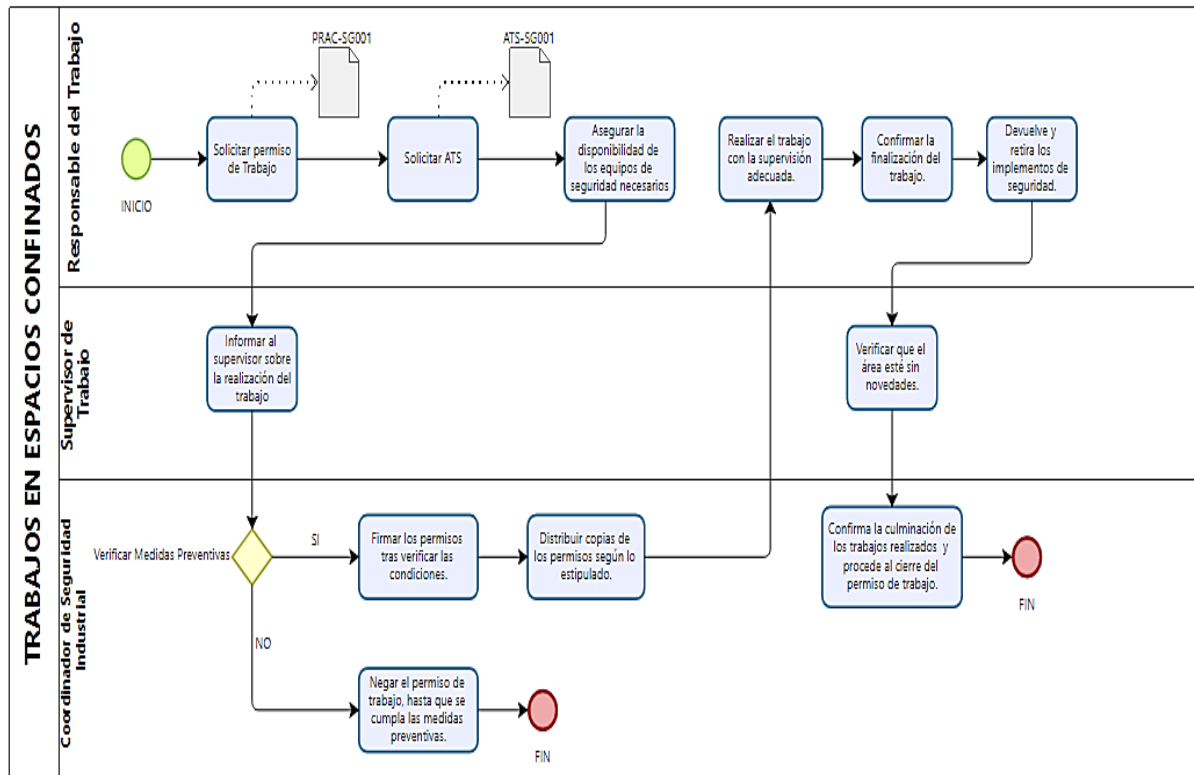 TRABAJOS EN ESPACIOS CONFINADOS
Responsable del Trabajo
PRAC-SG001
ATS-SG001
INICIO
Solicitar permiso
de Trabajo
Solicitar ATS
Asegurar la
disponibilidad de
los equipos de
seguridad necesarios
Realizar el trabajo
con la supervisión
adecuada.
Confirmar la
finalización del
trabajo.
Devuelve y
retira los
implementos de
seguridad.
Supervisor de
Trabajo
Informar al
supervisor sobre
la realización del
trabajo
Verificar que el
área esté sin
novedades.
Coordinador de Seguridad
Industrial
Verificar Medidas Preventivas
SI
Firmar los permisos
tras verificar las
condiciones.
Distribuir copias de
los permisos según lo
estipulado.
Confirma la culminación de
los trabajos realizados y
procede al cierre del
permiso de trabajo.
FIN
NO
Negar el permiso de
trabajo, hasta que se
cumpla las medidas
preventivas.
FIN